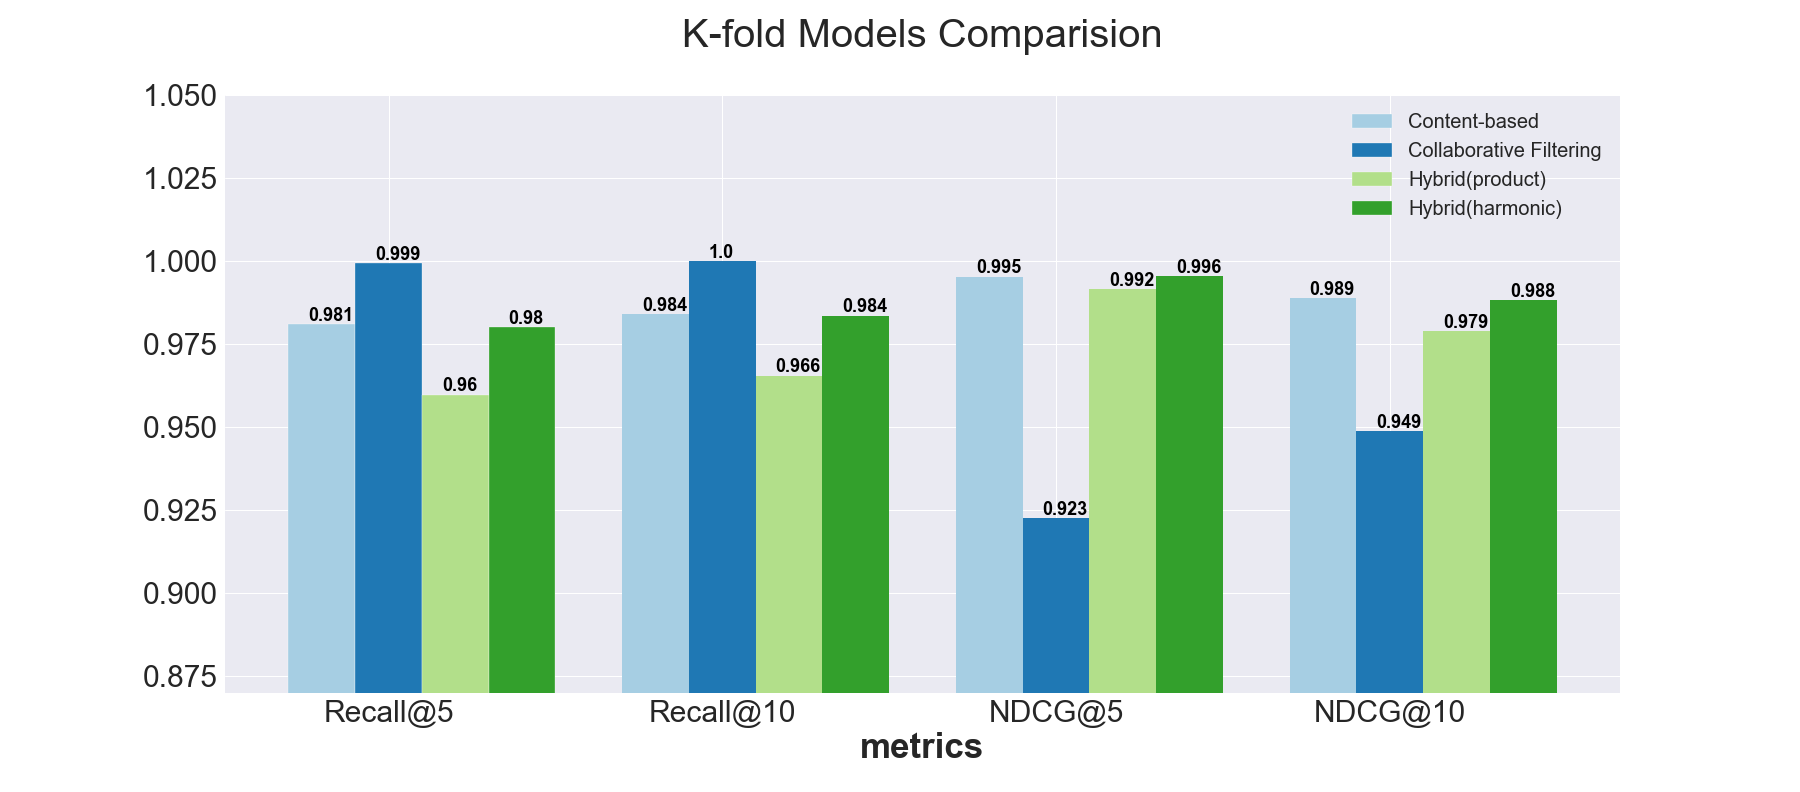 K-fold Models Comparision
1.050
1.025
1.000
0.975
0.950
0.925
0.900
0.875
Content-based
Collaborative Filtering
Hybrid(product)
Hybrid(harmonic)
0.981
0.999
0.96
0.98
0.984
1.0
0.966
0.984
0.995
0.923
0.992
0.996
0.989
0.949
0.979
0.988
Recall@5
Recall@10
NDCG@5
NDCG@10
metrics